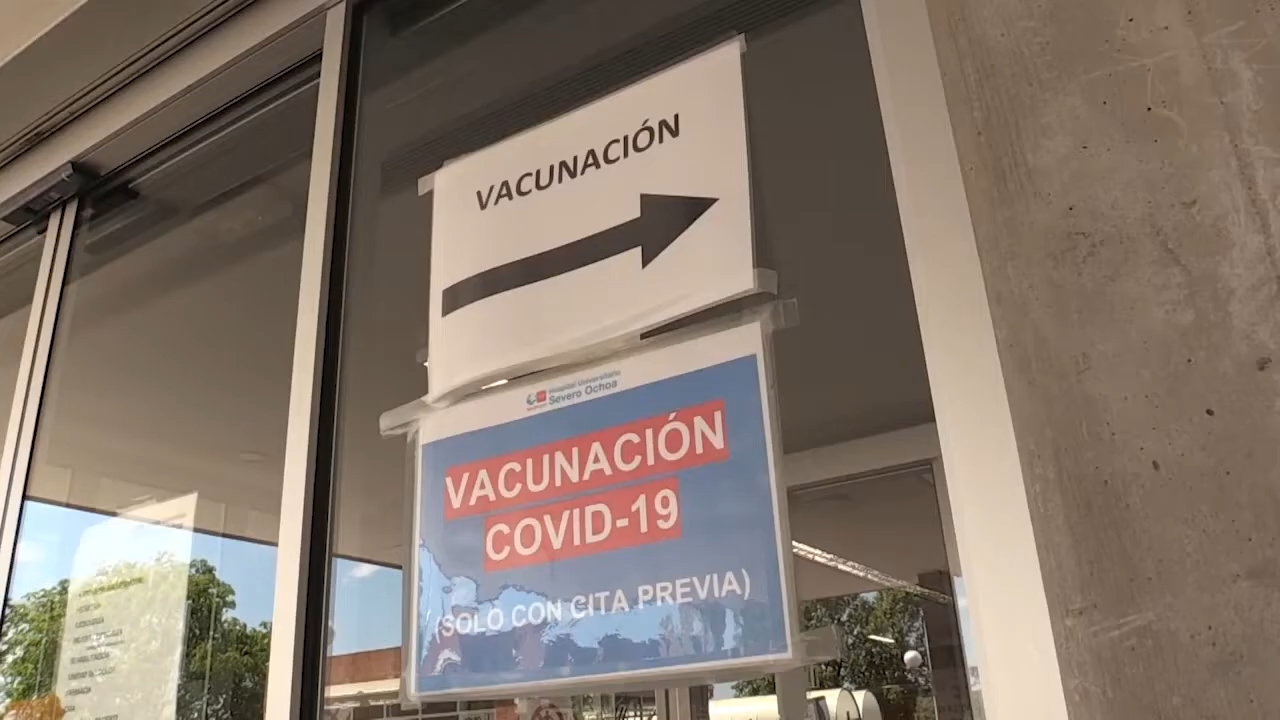 VACUNACIÓN
Hospital Universitario
Severo Ochoa
VACUNACIÓN
COVID-19
(SOLO CON CITA PREVIA)